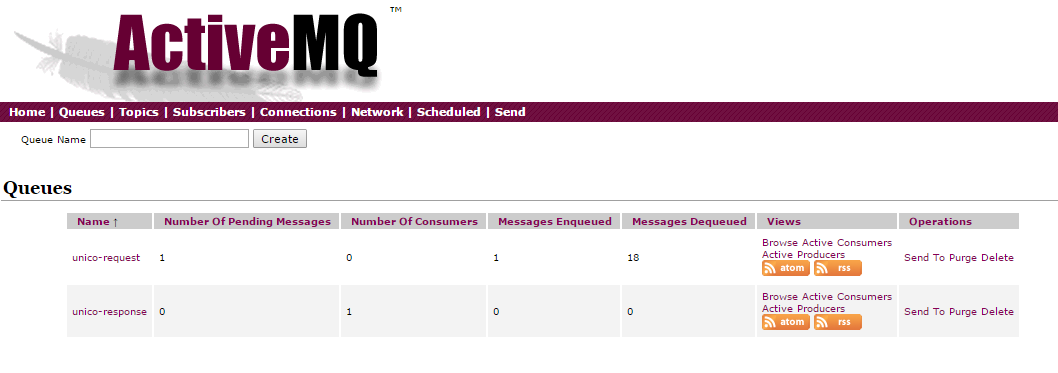 ActiveMQ™
Home | Queues | Topics | Subscribers | Connections | Network | Scheduled | Send
Queue Name Create
Queues
Name ↑ Number Of Pending Messages Number Of Consumers Messages Enqueued Messages Dequeued Views Operations
unico-request 1 0 1 18 Browse Active Consumers
Active Producers
atom rss Send To Purge Delete
unico-response 0 1 0 0 Browse Active Consumers
Active Producers
atom rss Send To Purge Delete